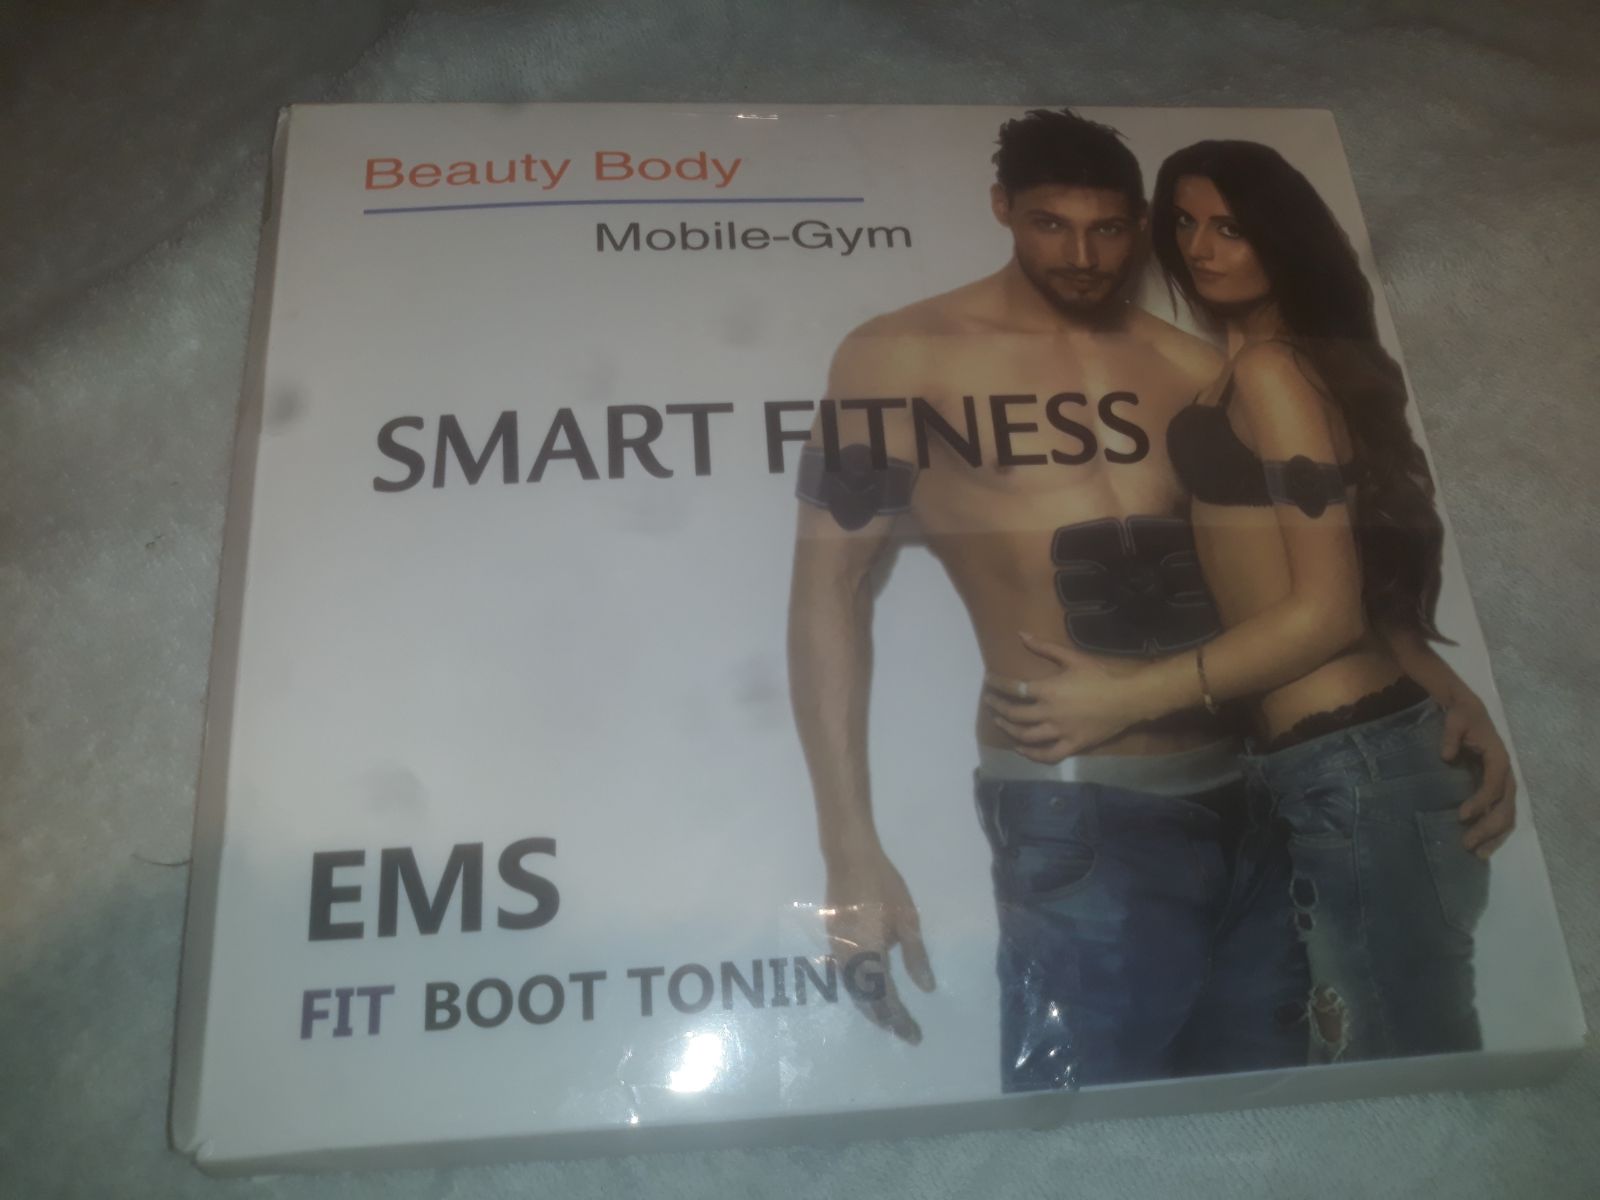 Beauty Body
Mobile-Gym
SMART FITNESS
EMS
FIT BOOT TONING